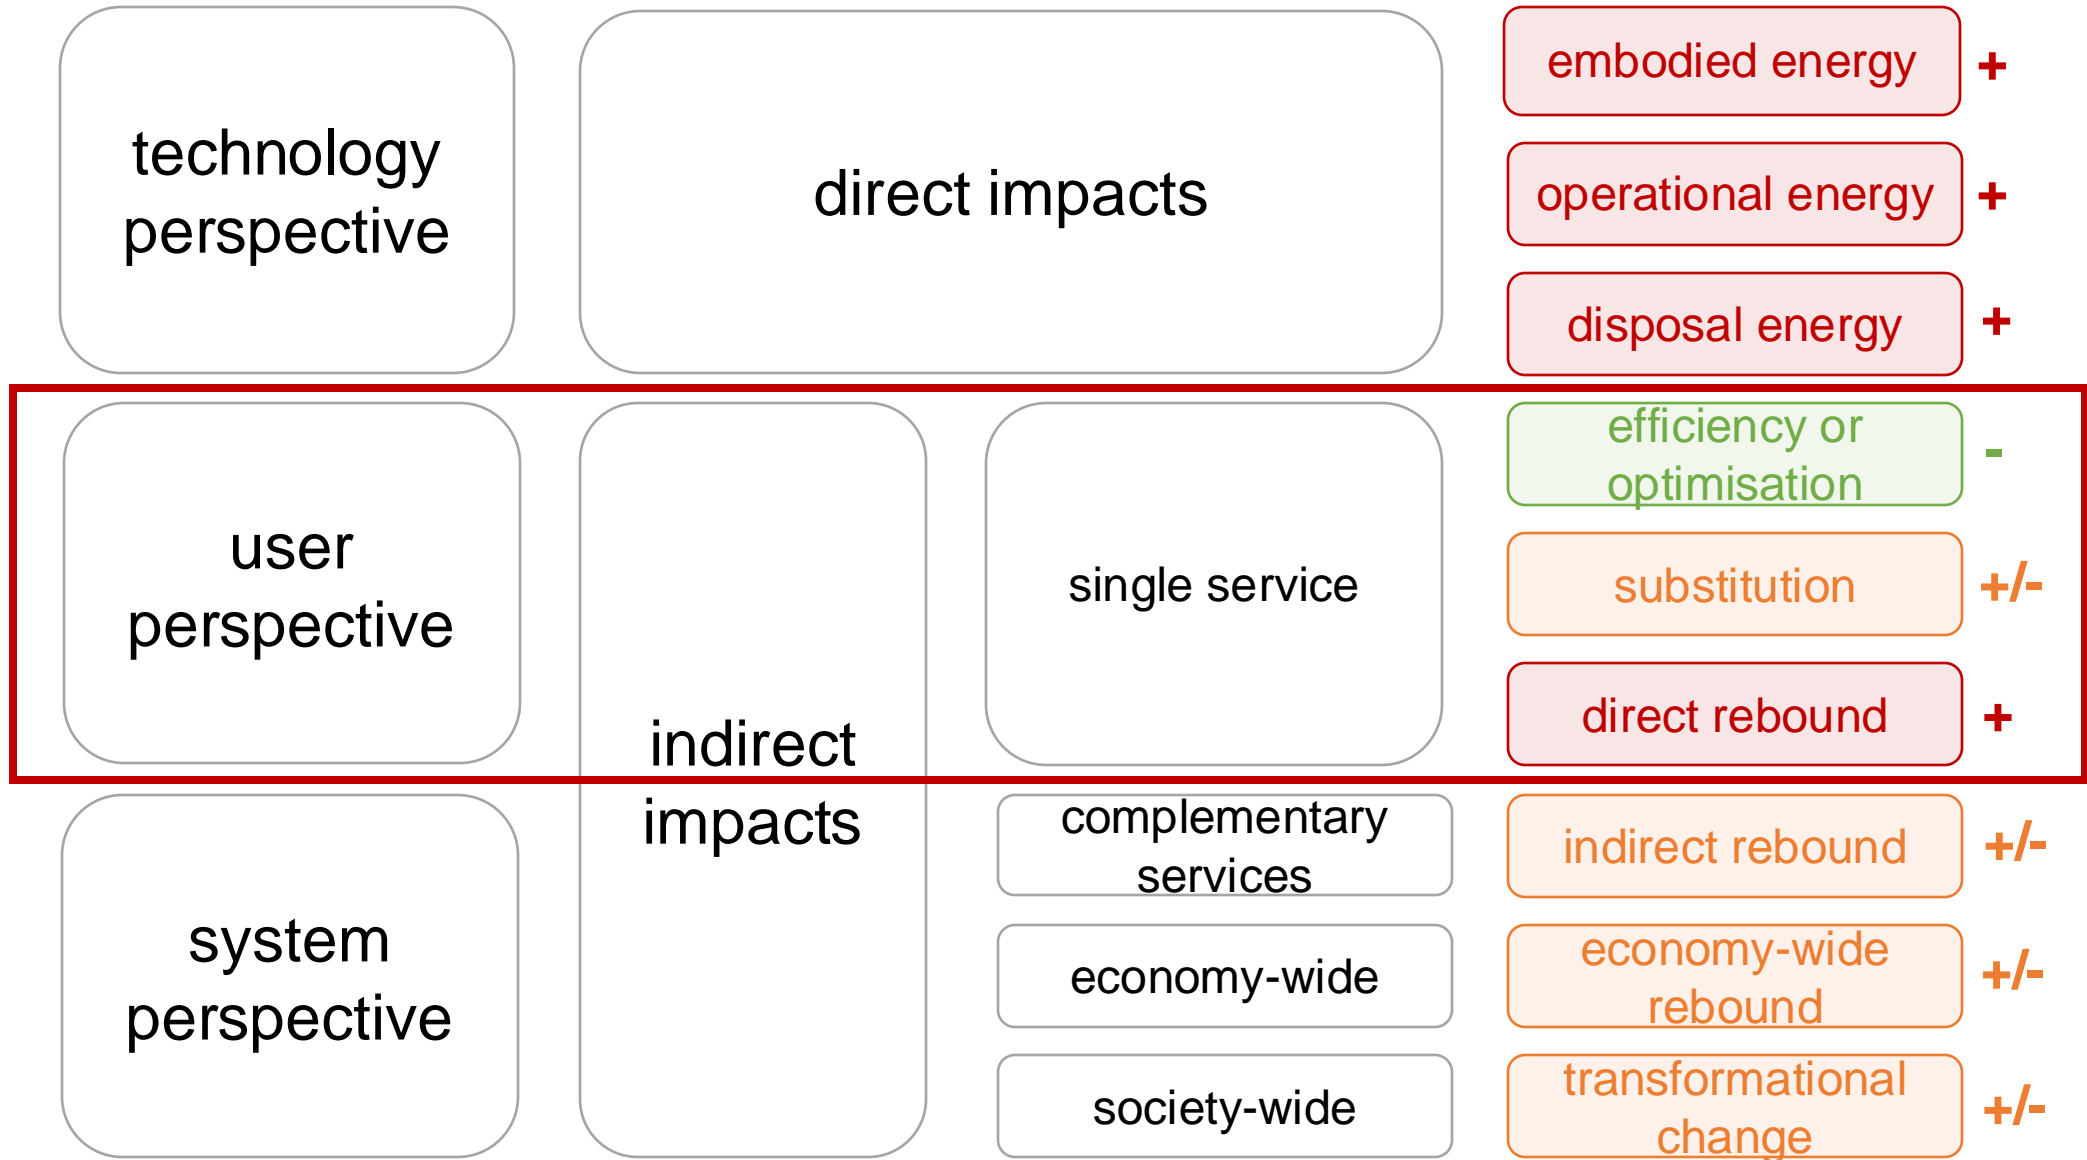 technology
perspective
direct impacts
embodied energy
+
operational energy
+
disposal energy
+
user
perspective
indirect
impacts
single service
efficiency or
optimisation
-
substitution
+/-
direct rebound
+
system
perspective
complementary
services
indirect rebound
+/-
economy-wide
economy-wide
rebound
+/-
society-wide
transformational
change
+/-